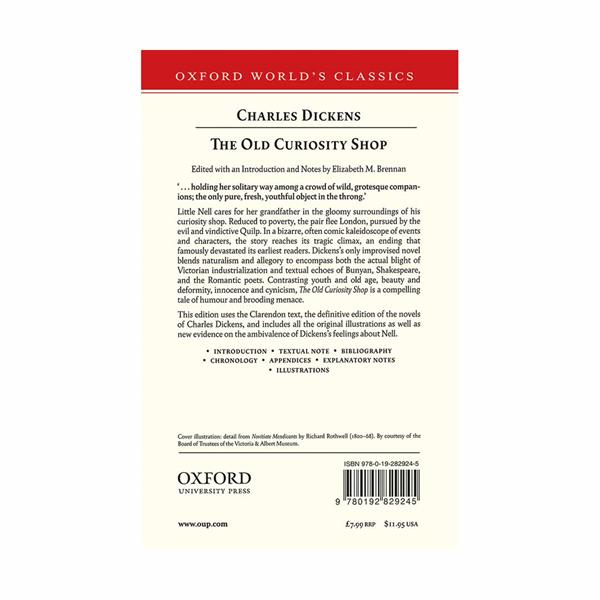 OXFORD WORLD'S CLASSICS
CHARLES DICKENS
THE OLD CURIOSITY SHOP
Edited with an Introduction and Notes by Elizabeth M. Brennan
'... holding her solitary way among a crowd of wild, grotesque compan-
ions; the only pure, fresh, youthful object in the throng.'
Little Nell cares for her grandfather in the gloomy surroundings of his
curiosity shop. Reduced to poverty, the pair flee London, pursued by the
evil and vindictive Quilp. In a bizarre, often comic kaleidoscope of events
and characters, the story reaches its tragic climax, an ending that
famously devastated its earliest readers. Dickens's only improvised novel
blends naturalism and allegory to encompass both the actual blight of
Victorian industrialization and textual echoes of Bunyan, Shakespeare,
and the Romantic poets. Contrasting youth and old age, beauty and
deformity, innocence and cynicism, The Old Curiosity Shop is a compelling
tale of humour and brooding menace.
This edition uses the Clarendon text, the definitive edition of the novels
of Charles Dickens, and includes all the original illustrations as well as
new evidence on the ambivalence of Dickens's feelings about Nell.
• INTRODUCTION • TEXTUAL NOTE • BIBLIOGRAPHY
• CHRONOLOGY • APPENDICES • EXPLANATORY NOTES
• ILLUSTRATIONS
Cover illustration: detail from Novitiate Mendicants by Richard Rothwell (1800–68). By courtesy of the
Board of Trustees of the Victoria & Albert Museum.
ISBN 978-0-19-282924-5
OXFORD
UNIVERSITY PRESS
9 780192 829245
www.oup.com
£7.99 RRP $11.95 USA